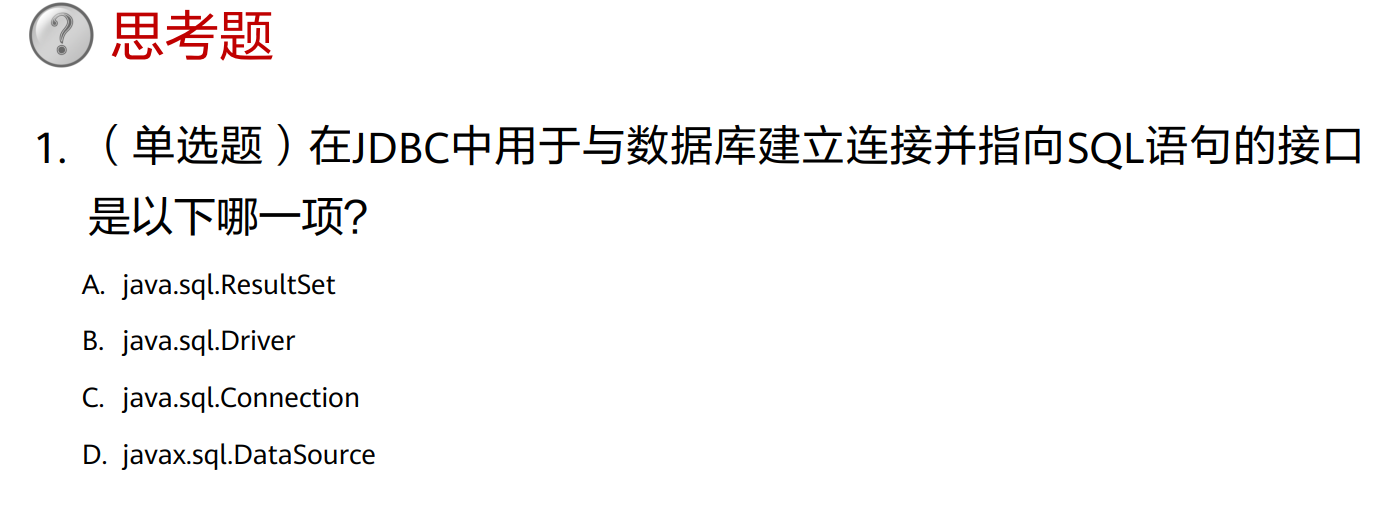 思考题
1. （单选题）在JDBC中用于与数据库建立连接并指向SQL语句的接口
是以下哪一项?
A. java.sql.ResultSet
B. java.sql.Driver
C. java.sql.Connection
D. javax.sql.DataSource